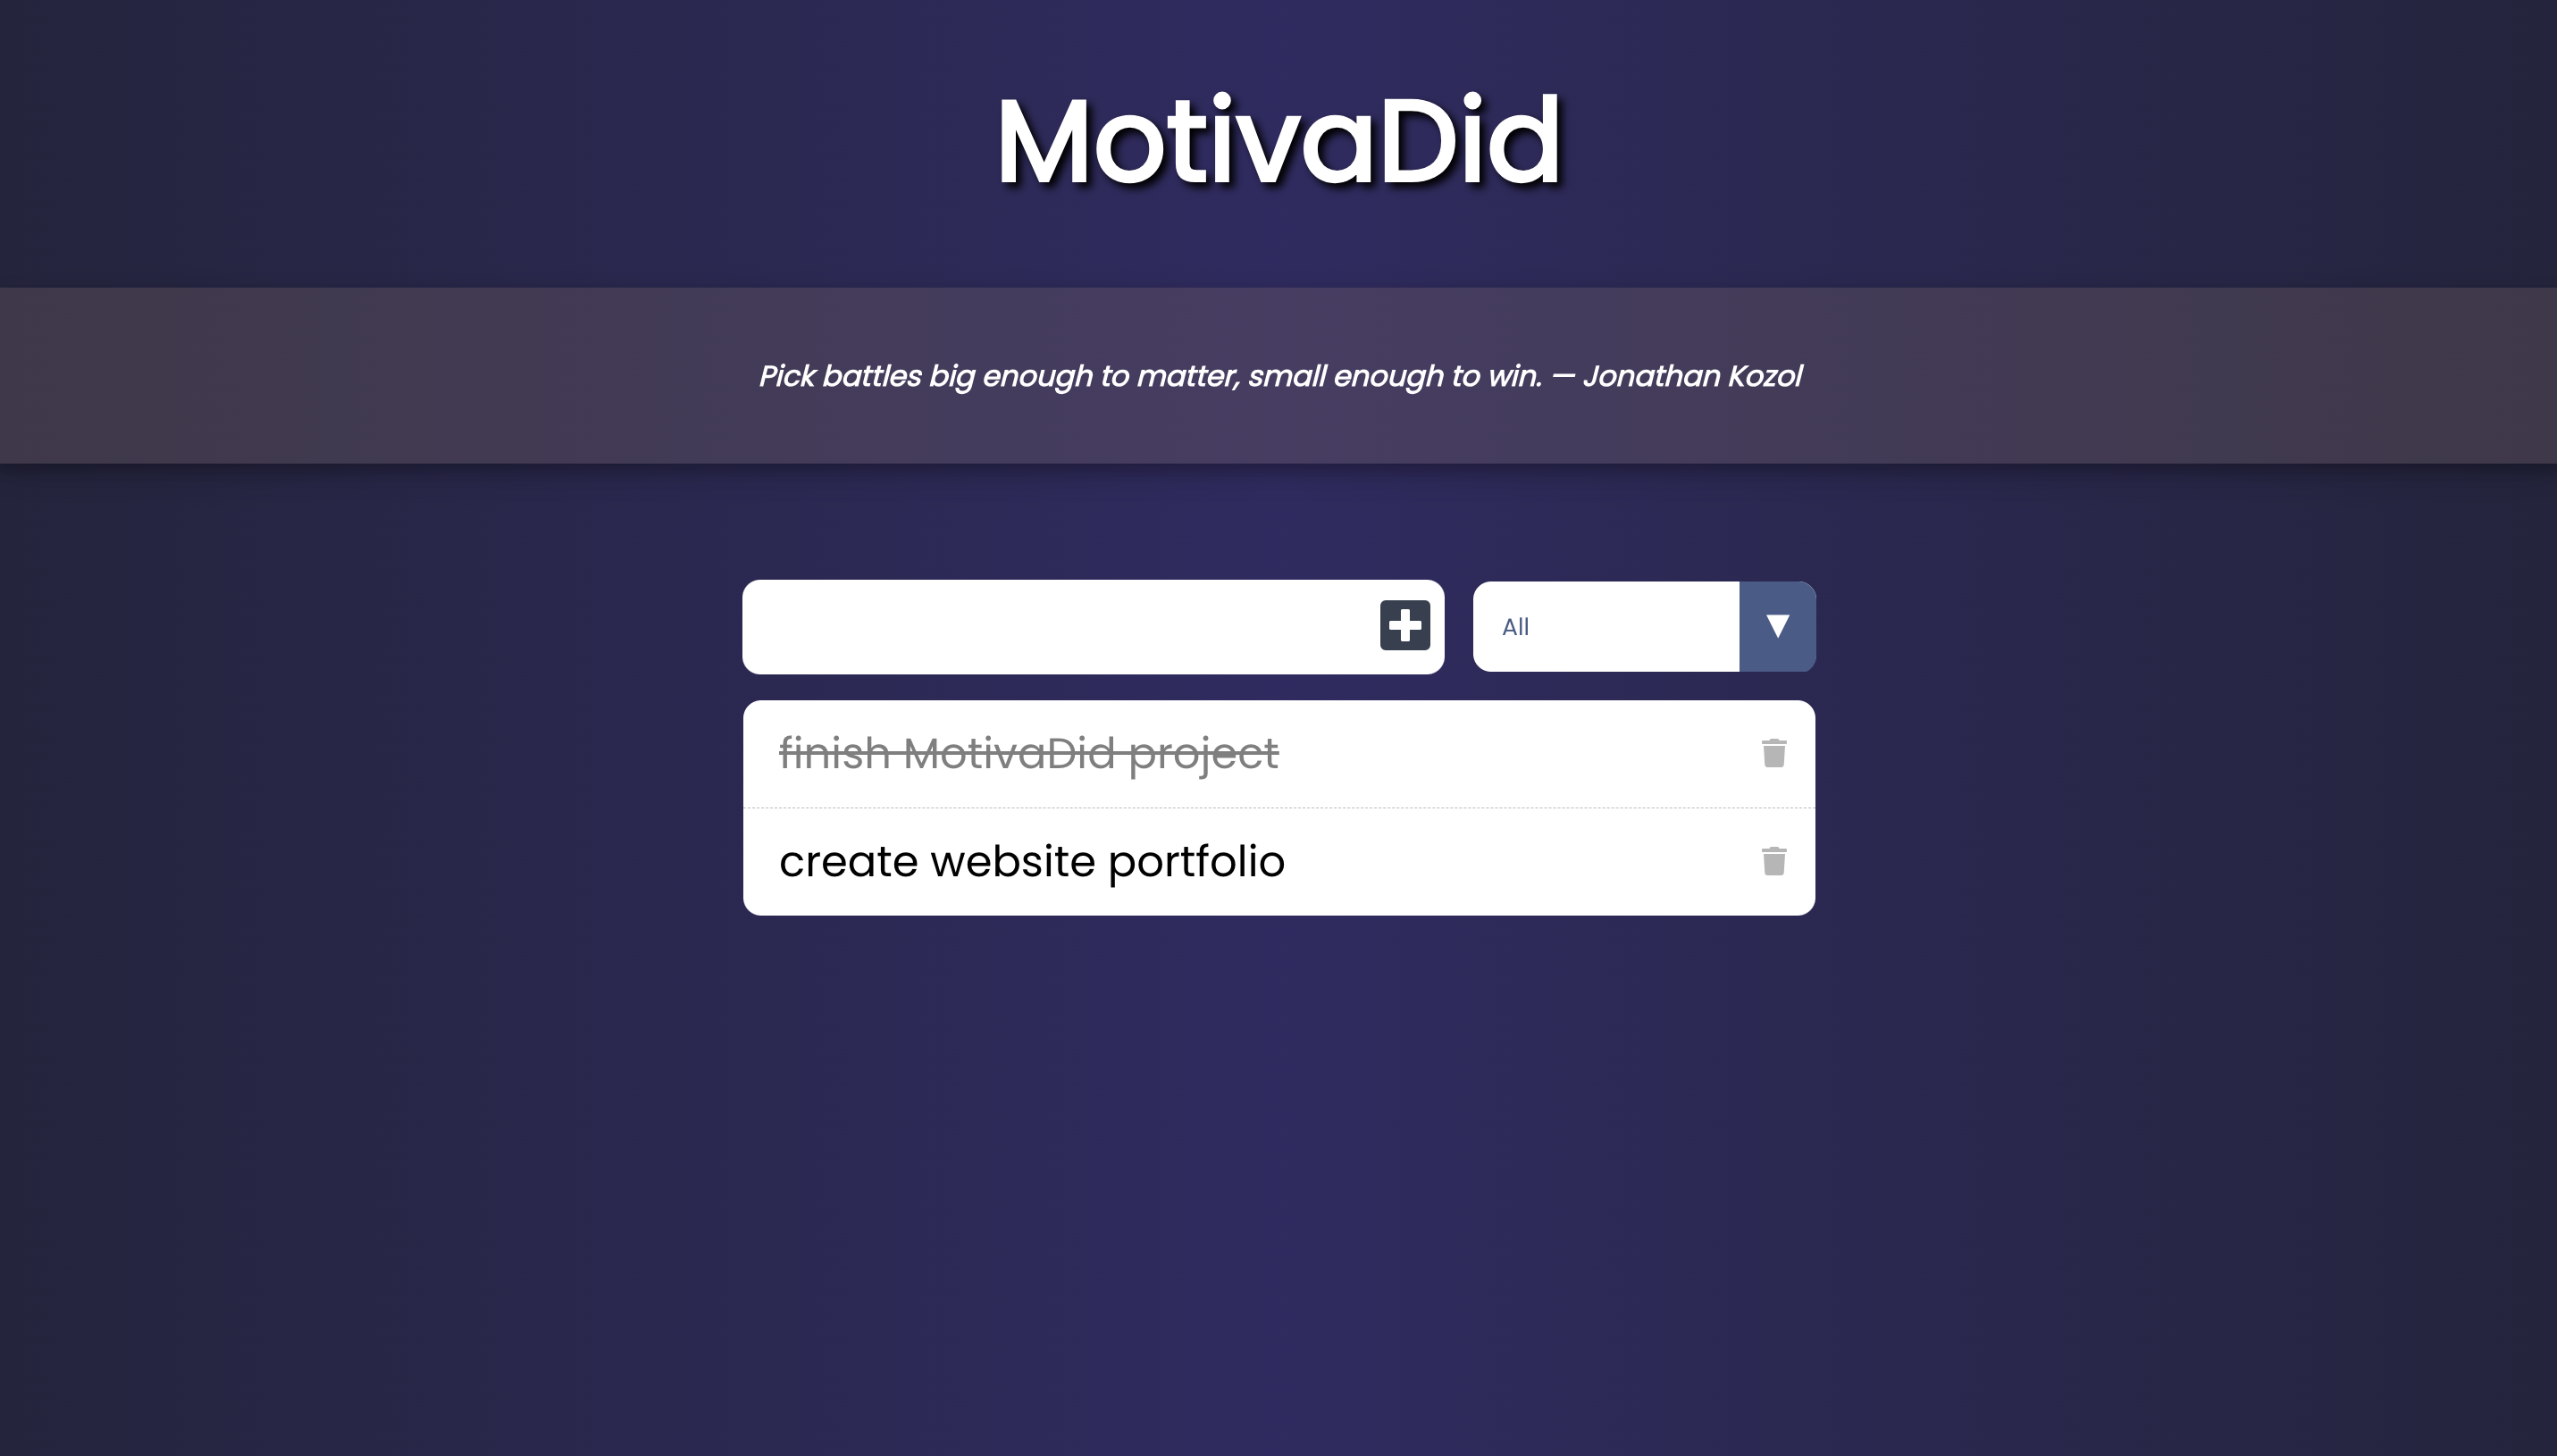 MotivaDid
Pick battles big enough to matter, small enough to win. — Jonathan Kozol
All
finish MotivaDid project
create website portfolio